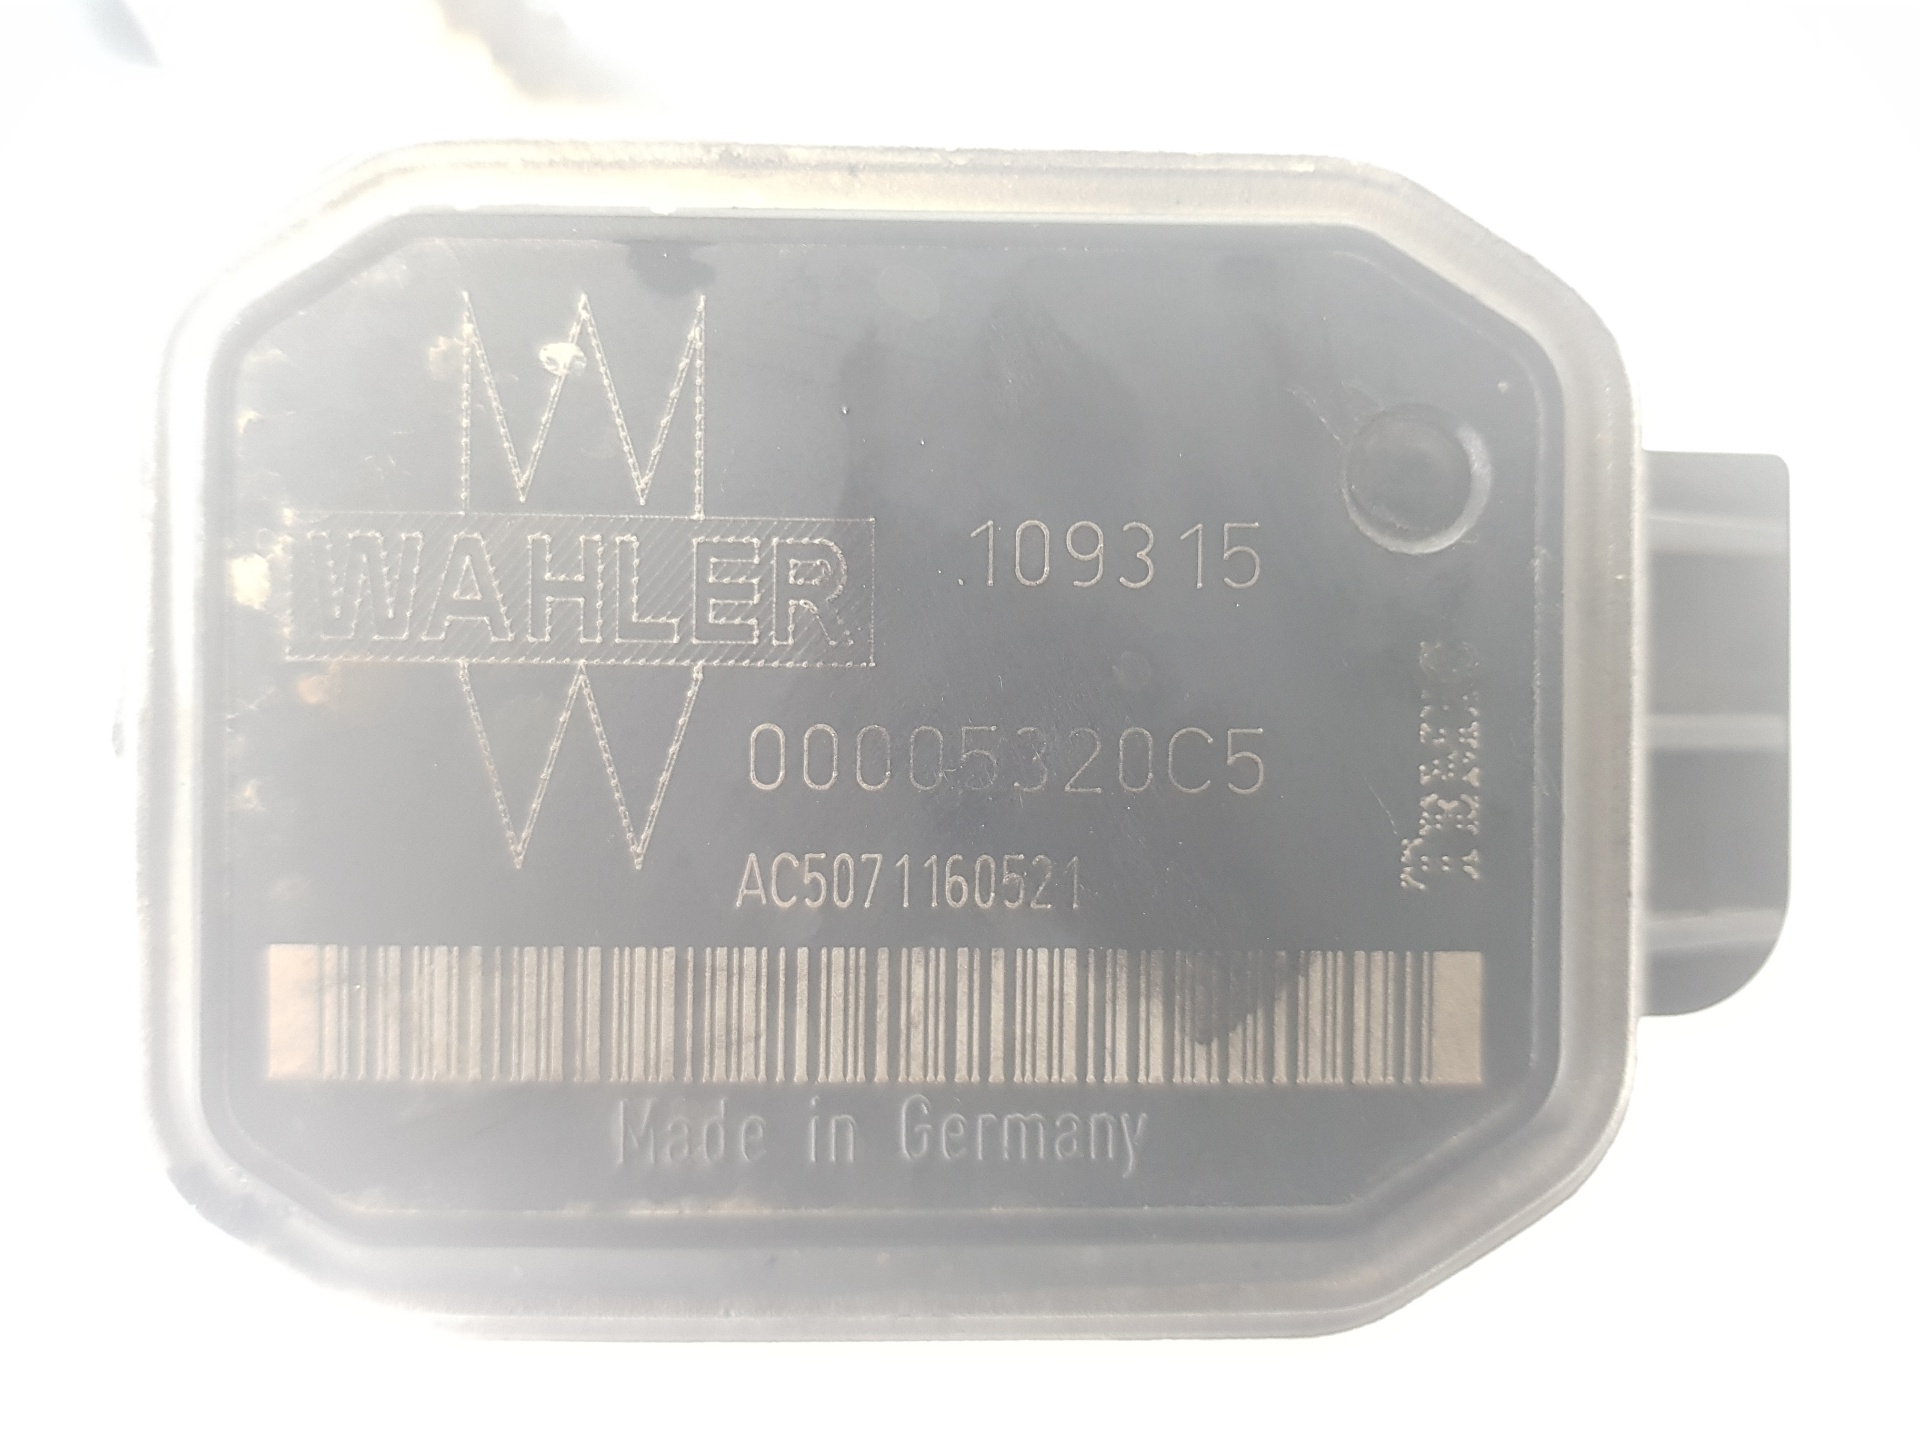 WAHLER
109315
00005320C5
AC5071160521
Made in Germany